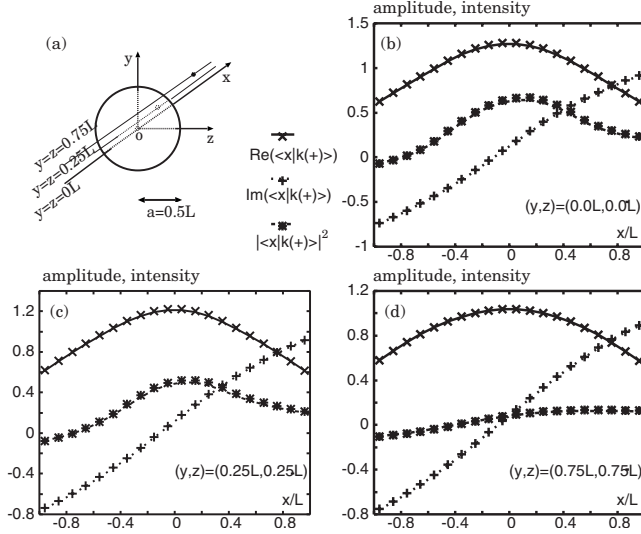 amplitude, intensity
(a)
y
x
o
z
y=z=0.75L
y=z=0.25L
y=z=0L
a=0.5L
Re(<x|k(+)>)
Im(<x|k(+)>)
|<x|k(+)>|²
(b)
1.5
1
0.5
0
-0.5
-1
-0.8 -0.4 0 0.4 0.8
(y,z)=(0.0L,0.0L)
x/L
amplitude, intensity
(c)
1.2
0.8
0.4
0
-0.4
-0.8
-0.8 -0.4 0 0.4 0.8
(y,z)=(0.25L,0.25L)
x/L
amplitude, intensity
(d)
1.2
0.8
0.4
0
-0.4
-0.8
-0.8 -0.4 0 0.4 0.8
(y,z)=(0.75L,0.75L)
x/L